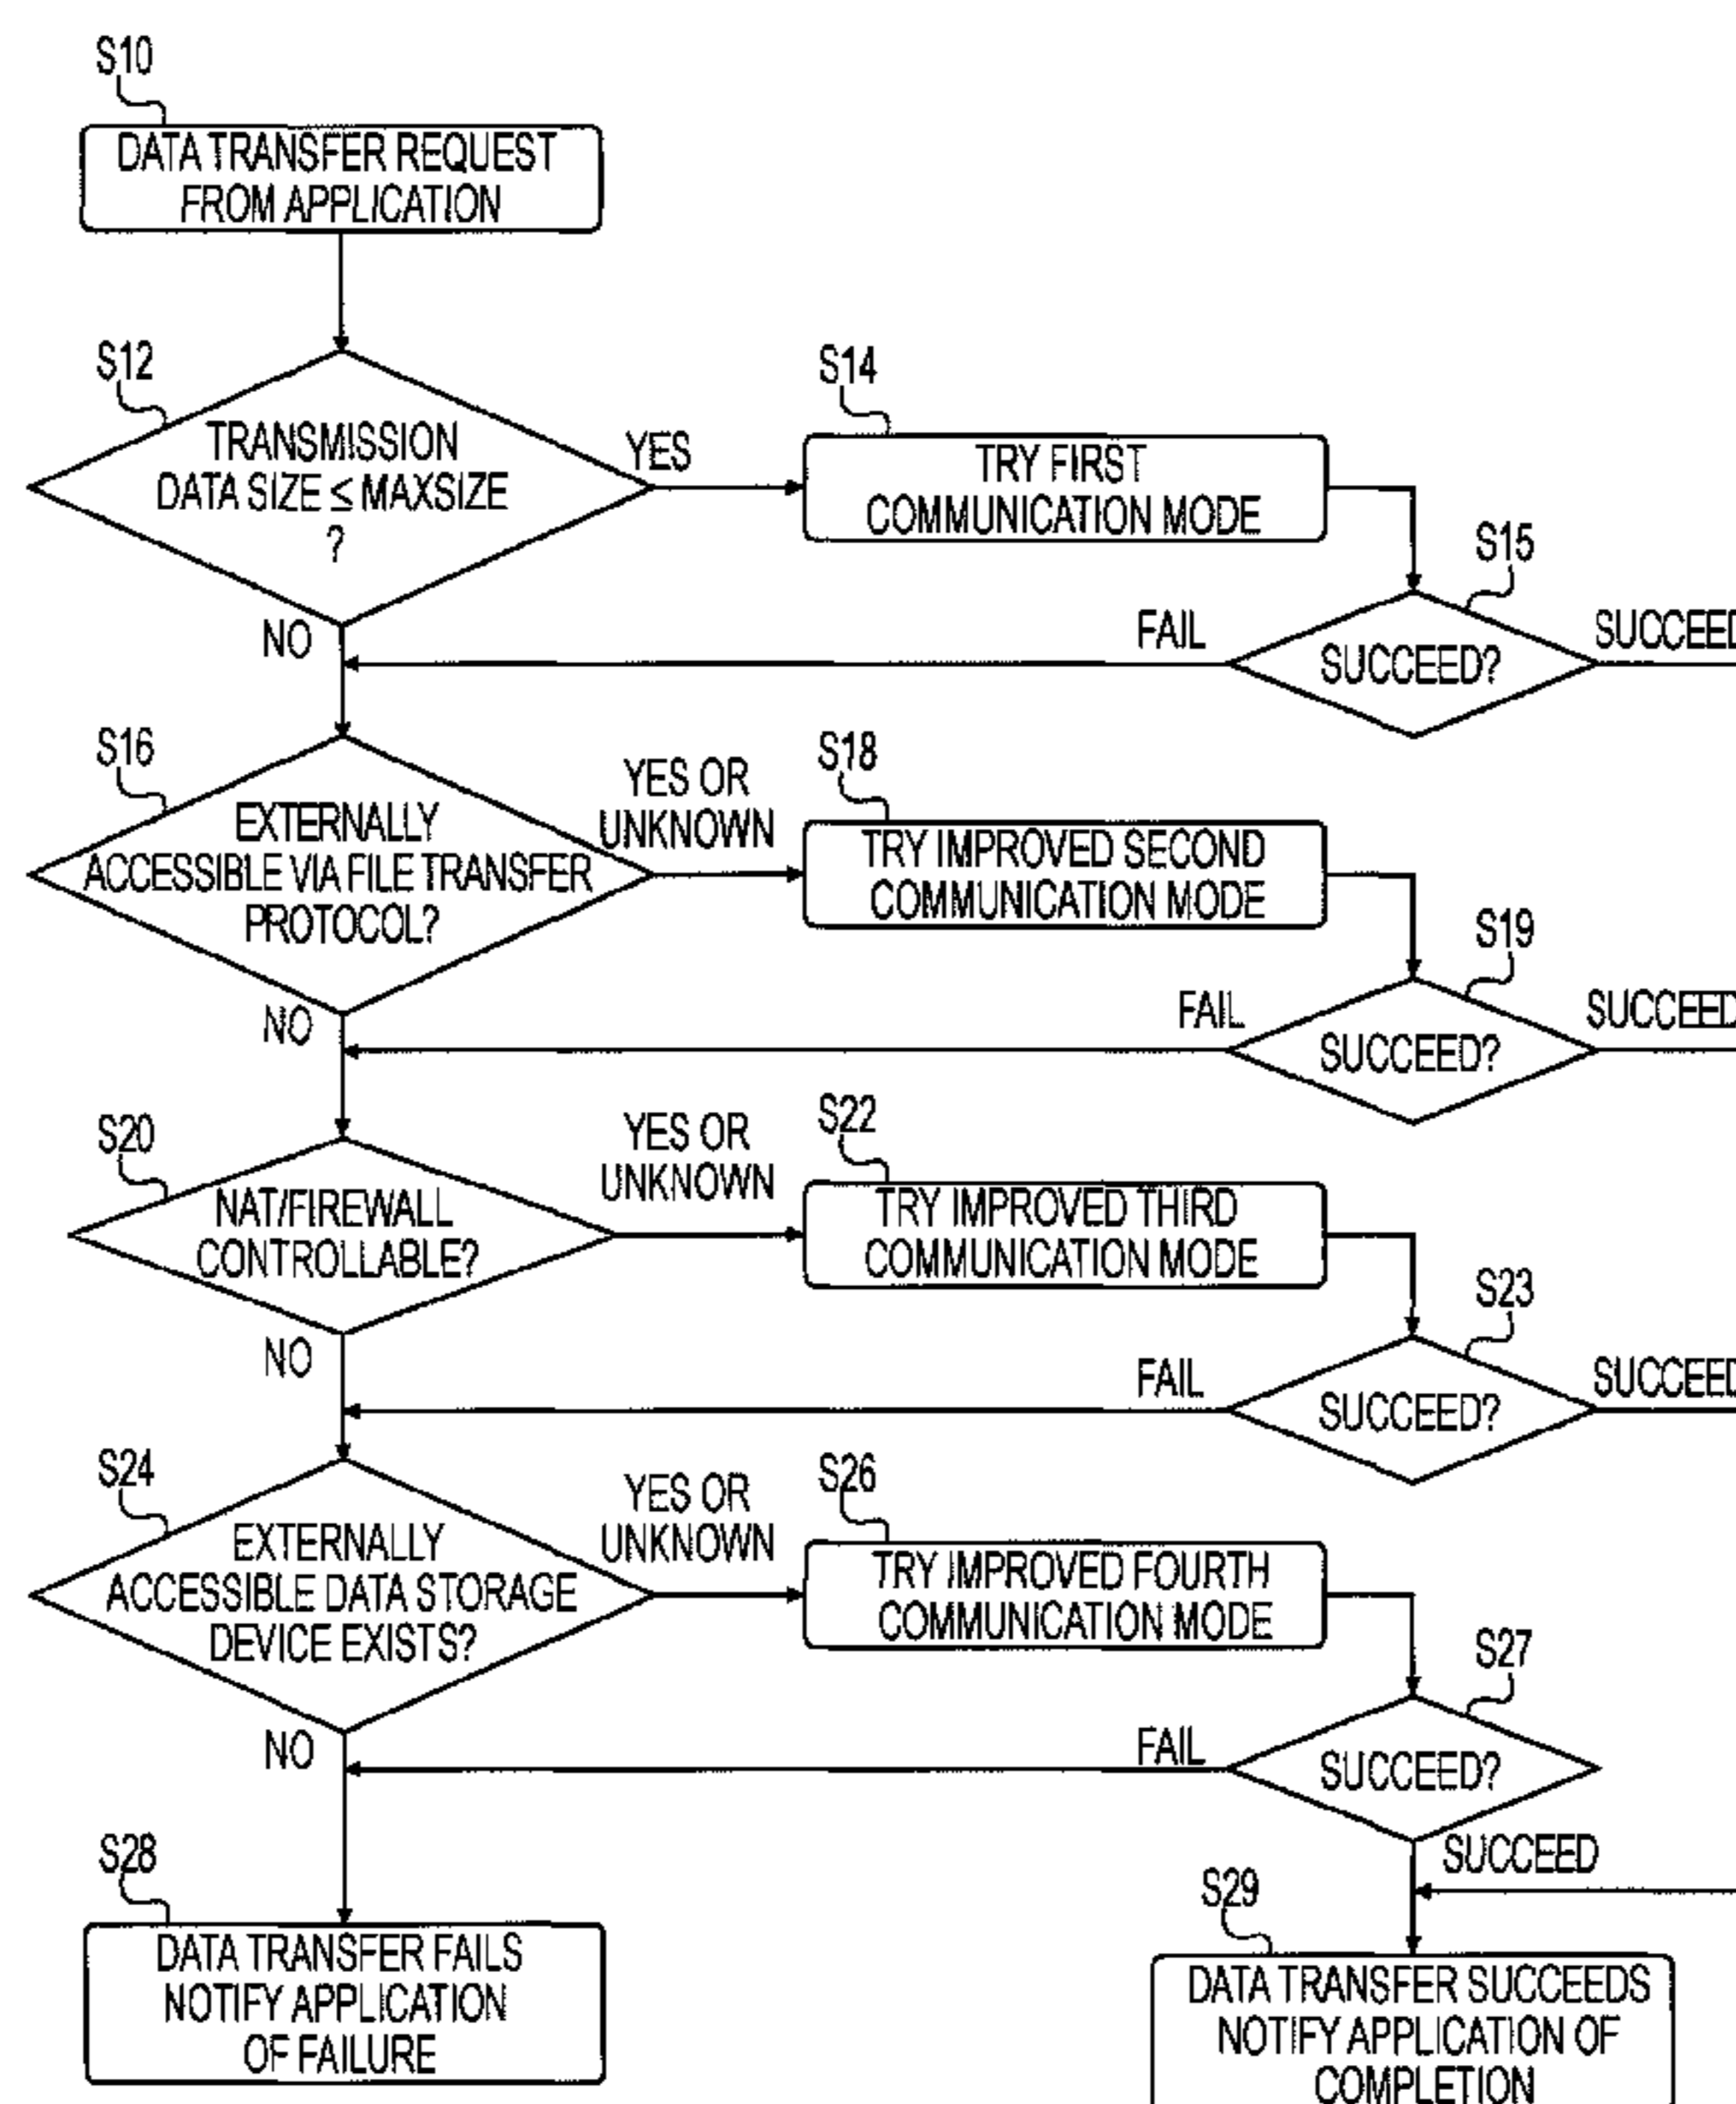 S10
DATA TRANSFER REQUEST
FROM APPLICATION
S12
TRANSMISSION
DATA SIZE ≤ MAXSIZE
?
YES
NO
S14
TRY FIRST
COMMUNICATION MODE
S15
SUCCEED?
FAIL
SUCCEED
S16
EXTERNALLY
ACCESSIBLE VIA FILE TRANSFER
PROTOCOL?
YES OR
UNKNOWN
NO
S18
TRY IMPROVED SECOND
COMMUNICATION MODE
S19
SUCCEED?
FAIL
SUCCEED
S20
NAT/FIREWALL
CONTROLLABLE?
YES OR
UNKNOWN
NO
S22
TRY IMPROVED THIRD
COMMUNICATION MODE
S23
SUCCEED?
FAIL
SUCCEED
S24
EXTERNALLY
ACCESSIBLE DATA STORAGE
DEVICE EXISTS?
YES OR
UNKNOWN
NO
S26
TRY IMPROVED FOURTH
COMMUNICATION MODE
S27
SUCCEED?
FAIL
SUCCEED
S28
DATA TRANSFER FAILS
NOTIFY APPLICATION
OF FAILURE
S29
DATA TRANSFER SUCCEEDS
NOTIFY APPLICATION OF
COMPLETION